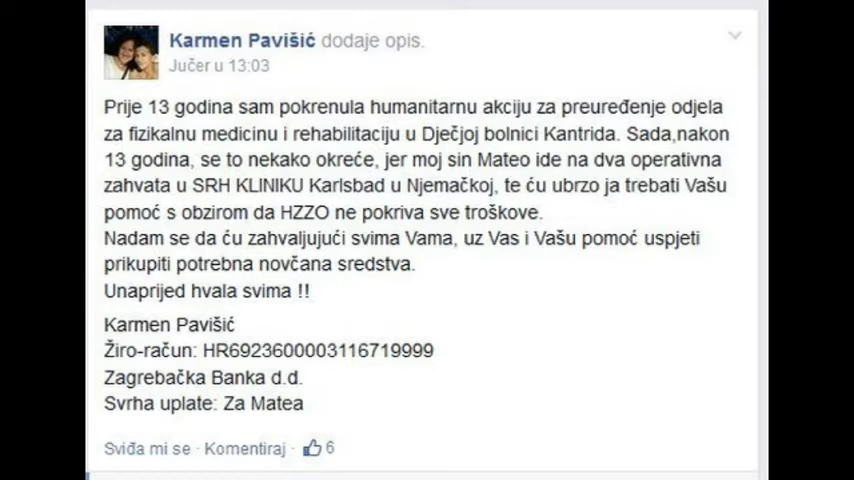 Karmen Pavišić dodaje opis.
Jučer u 13:03
Prije 13 godina sam pokrenula humanitarnu akciju za preuređenje odjela
za fizikalnu medicinu i rehabilitaciju u Dječjoj bolnici Kantrida. Sada,nakon
13 godina, se to nekako okreće, jer moj sin Mateo ide na dva operativna
zahvata u SRH KLINIKU Karlsbad u Njemačkoj, te ću ubrzo ja trebati Vašu
pomoć s obzirom da HZZO ne pokriva sve troškove.
Nadam se da ću zahvaljujući svima Vama, uz Vas i Vašu pomoć uspjeti
prikupiti potrebna novčana sredstva.
Unaprijed hvala svima !!
Karmen Pavišić
Žiro-račun: HR6923600003116719999
Zagrebačka Banka d.d.
Svrha uplate: Za Matea
Sviđa mi se · Komentiraj · 6